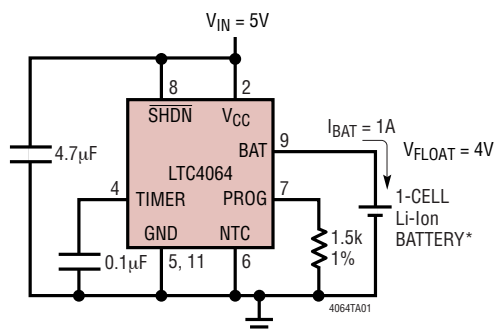 V_IN = 5V
8
2
SHDN
V_CC
9
BAT
I_BAT = 1A
V_FLOAT = 4V
4.7µF
LTC4064
4
TIMER
PROG
7
1-CELL
Li-Ion
BATTERY*
1.5k
1%
GND
NTC
0.1µF
5, 11
6
4064TA01